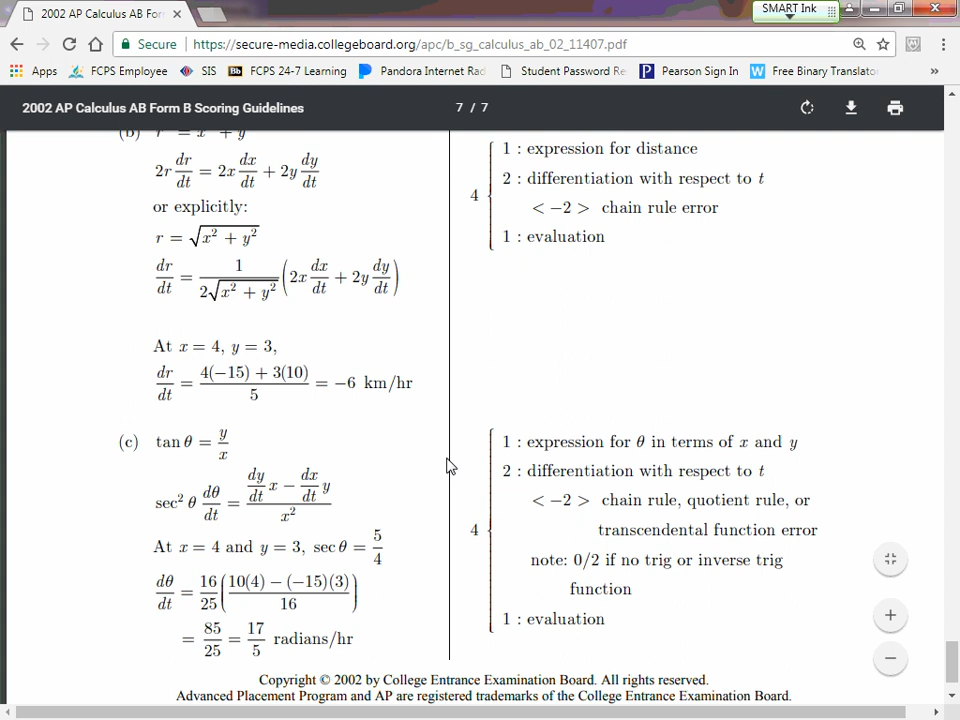 2002 AP Calculus AB For
SMART Ink
Secure
https://secure-media.collegeboard.org/apc/b_sg_calculus_ab_02_11407.pdf
Apps FCPS Employee SIS Bb FCPS 24-7 Learning Pandora Internet Rad Student Password Re P Pearson Sign In W Free Binary Translato »
2002 AP Calculus AB Form B Scoring Guidelines 7 / 7
(b) r = x + y
2r dr/dt = 2x dx/dt + 2y dy/dt
or explicitly:
r = √(x² + y²)
dr/dt = 1/(2√(x² + y²)) (2x dx/dt + 2y dy/dt)
At x = 4, y = 3,
dr/dt = (4(−15) + 3(10))/5 = −6 km/hr
4
1 : expression for distance
2 : differentiation with respect to t
< −2 > chain rule error
1 : evaluation
(c) tan θ = y/x
sec² θ dθ/dt = (dy/dt x − dx/dt y)/x²
At x = 4 and y = 3, sec θ = 5/4
dθ/dt = 16/25 ((10(4) − (−15)(3))/16)
= 85/25 = 17/5 radians/hr
4
1 : expression for θ in terms of x and y
2 : differentiation with respect to t
< −2 > chain rule, quotient rule, or
transcendental function error
note: 0/2 if no trig or inverse trig
function
1 : evaluation
Copyright © 2002 by College Entrance Examination Board. All rights reserved.
Advanced Placement Program and AP are registered trademarks of the College Entrance Examination Board.